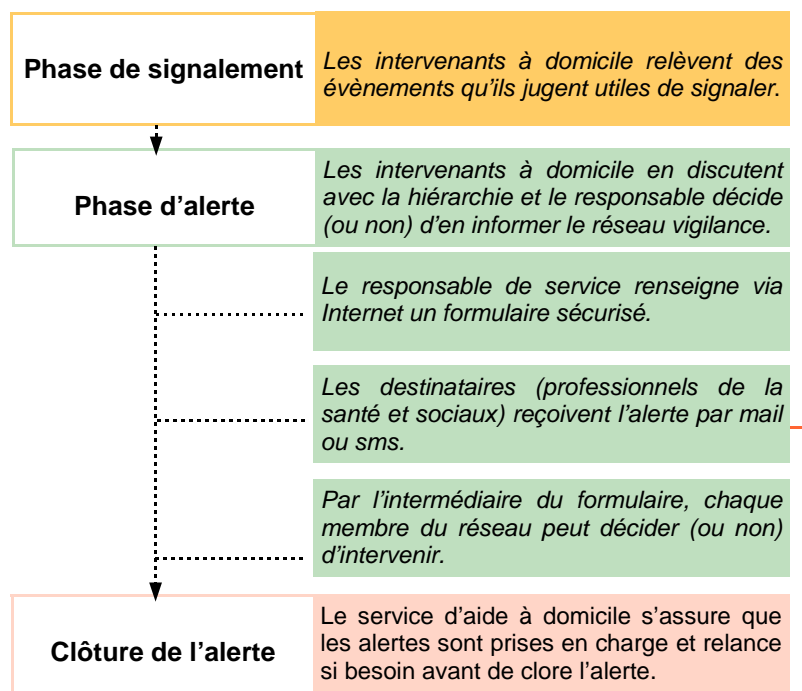 Phase de signalement
Les intervenants à domicile relèvent des
évènements qu'ils jugent utiles de signaler.
Phase d'alerte
Les intervenants à domicile en discutent
avec la hiérarchie et le responsable décide
(ou non) d'en informer le réseau vigilance.
Le responsable de service renseigne via
Internet un formulaire sécurisé.
Les destinataires (professionnels de la
santé et sociaux) reçoivent l'alerte par mail
ou sms.
Par l'intermédiaire du formulaire, chaque
membre du réseau peut décider (ou non)
d'intervenir.
Clôture de l'alerte
Le service d'aide à domicile s'assure que
les alertes sont prises en charge et relance
si besoin avant de clore l'alerte.